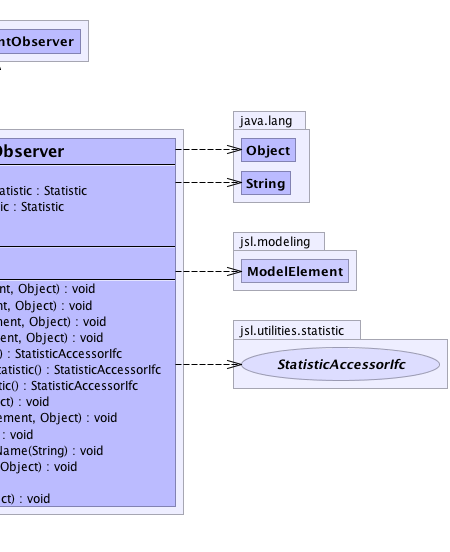 ntObserver
java.lang
Object
String
Observer
tatistic : Statistic
tic : Statistic
jsl.modeling
ModelElement
nt, Object) : void
nt, Object) : void
ment, Object) : void
ent, Object) : void
) : StatisticAccessorIfc
tatistic() : StatisticAccessorIfc
tic() : StatisticAccessorIfc
ct) : void
ement, Object) : void
) : void
Name(String) : void
Object) : void
ct) : void
jsl.utilities.statistic
StatisticAccessorIfc